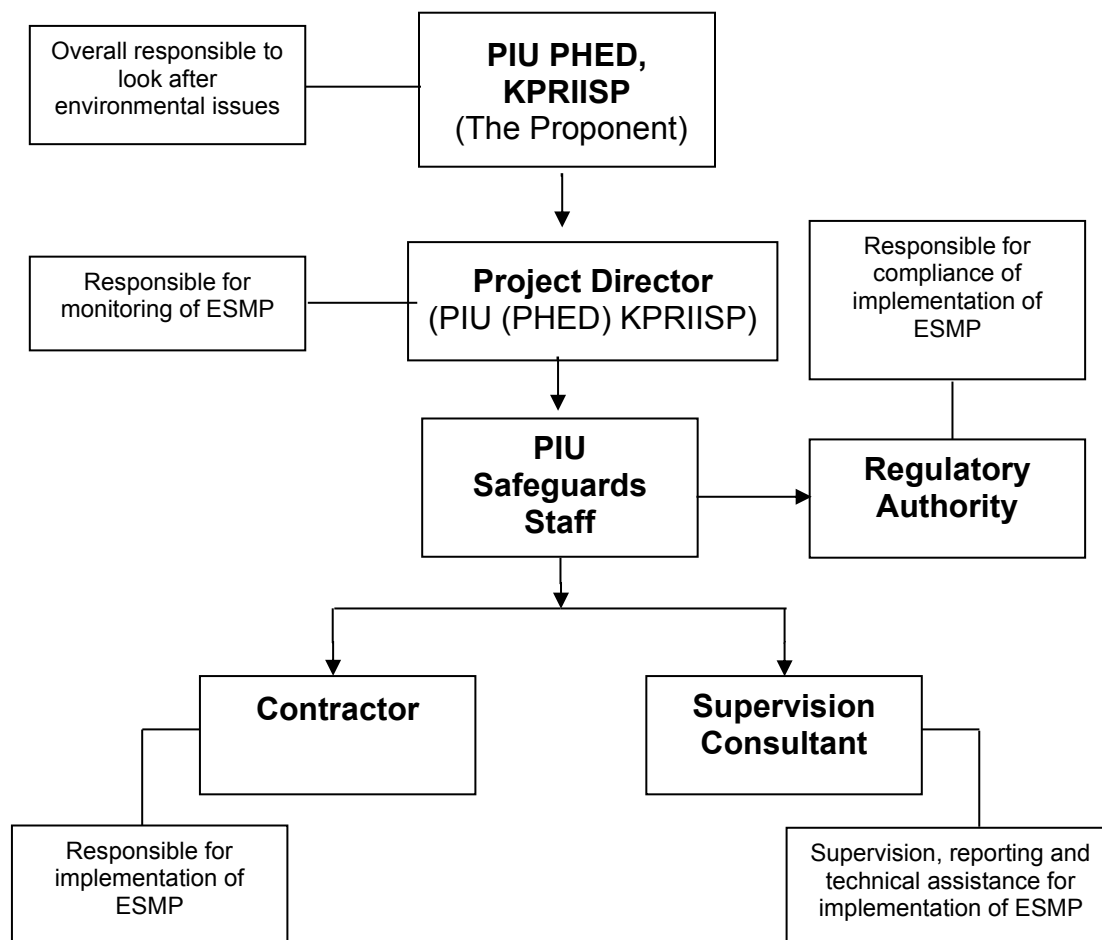 Overall responsible to
look after
environmental issues
PIU PHED,
KPRIISP
(The Proponent)
Responsible for
monitoring of ESMP
Project Director
(PIU (PHED) KPRIISP)
Responsible for
compliance of
implementation of
ESMP
PIU
Safeguards
Staff
Regulatory
Authority
Contractor
Supervision
Consultant
Responsible for
implementation of
ESMP
Supervision, reporting and
technical assistance for
implementation of ESMP